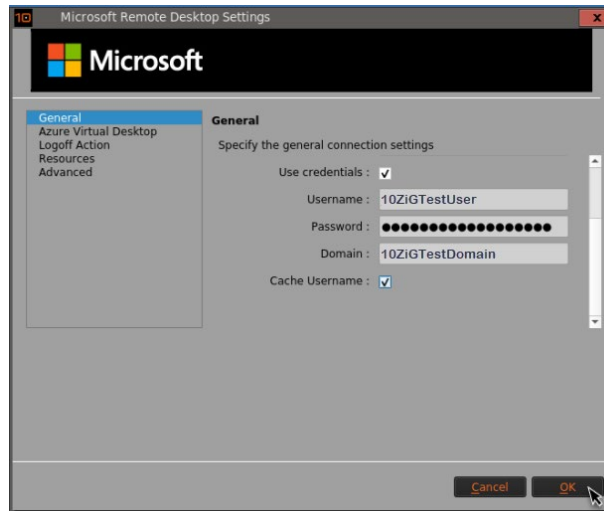 10 Microsoft Remote Desktop Settings x
Microsoft
General
Azure Virtual Desktop
Logoff Action
Resources
Advanced
General
Specify the general connection settings
Use credentials :
Username : 10ZiGTestUser
Password : ●●●●●●●●●●●●●●●●●●
Domain : 10ZiGTestDomain
Cache Username :
Cancel OK